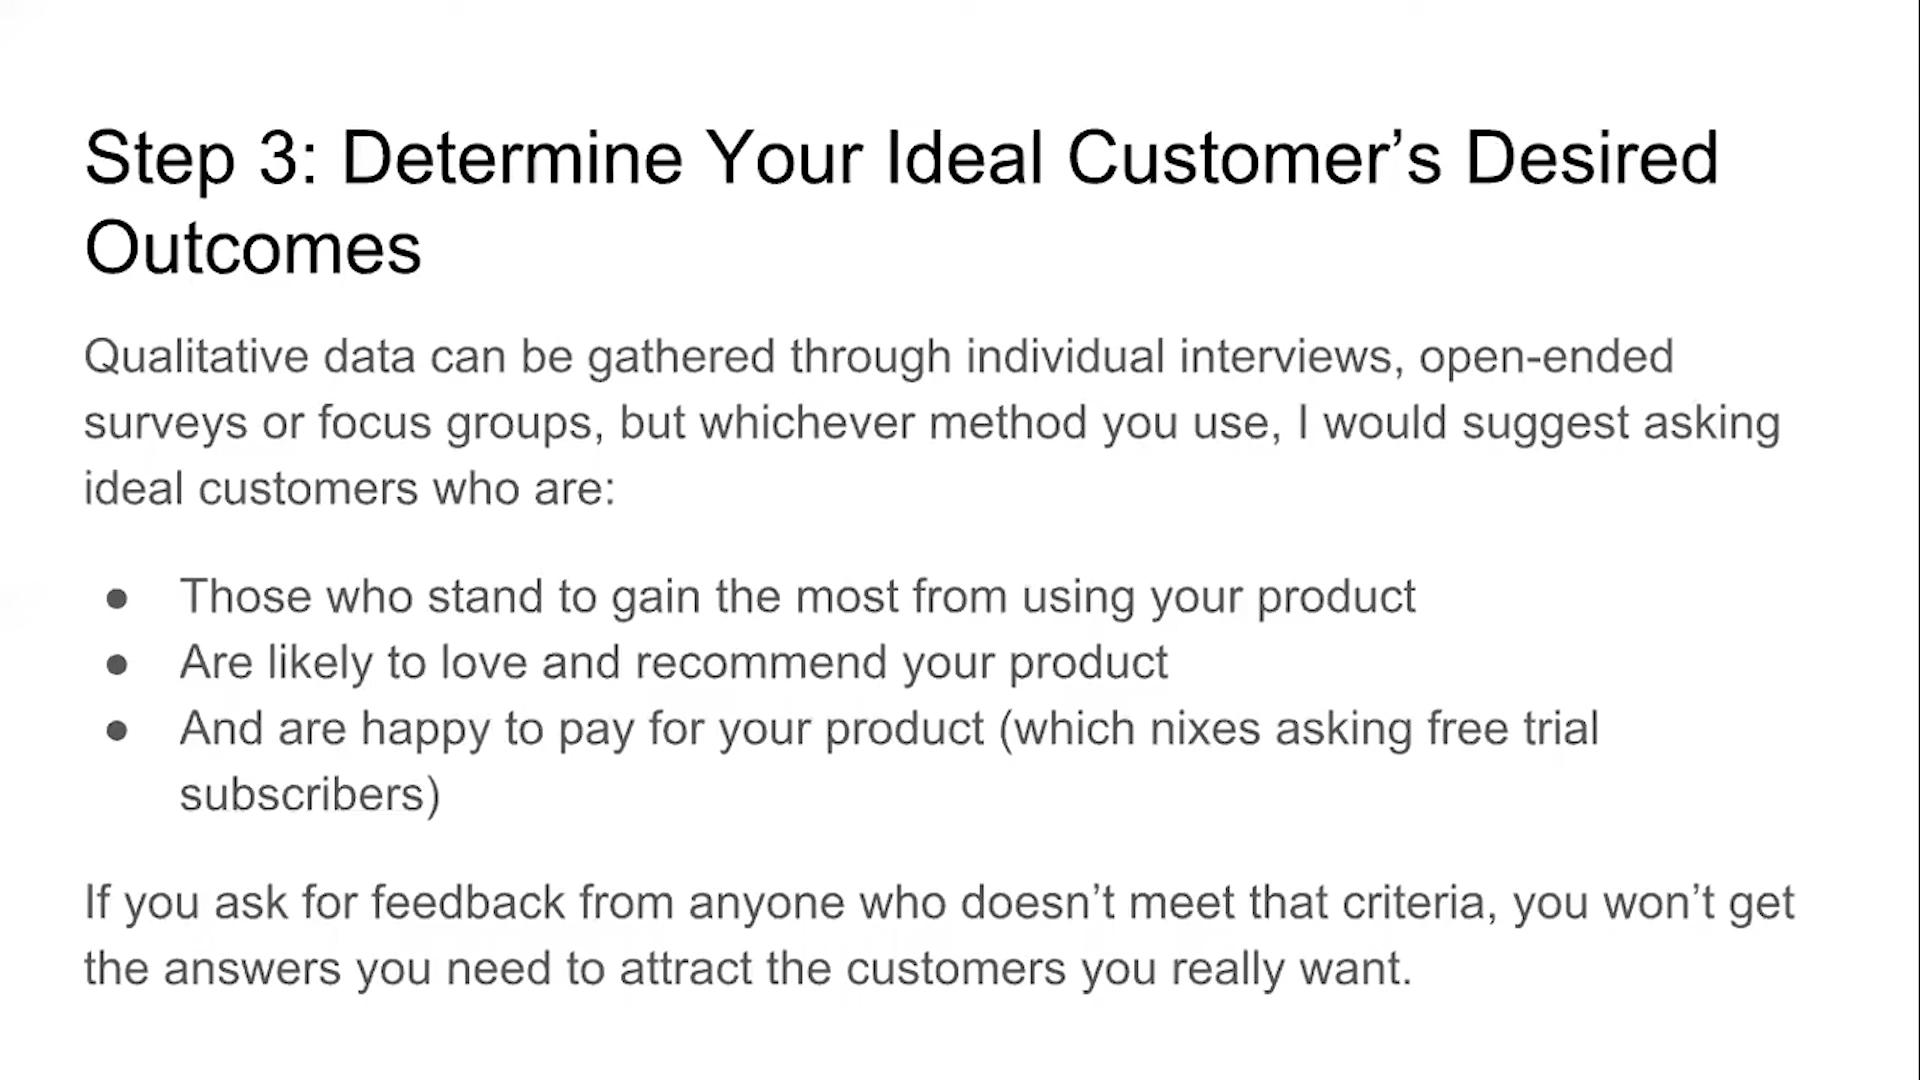 Step 3: Determine Your Ideal Customer’s Desired
Outcomes
Qualitative data can be gathered through individual interviews, open-ended
surveys or focus groups, but whichever method you use, I would suggest asking
ideal customers who are:
● Those who stand to gain the most from using your product
● Are likely to love and recommend your product
● And are happy to pay for your product (which nixes asking free trial
subscribers)
If you ask for feedback from anyone who doesn’t meet that criteria, you won’t get
the answers you need to attract the customers you really want.